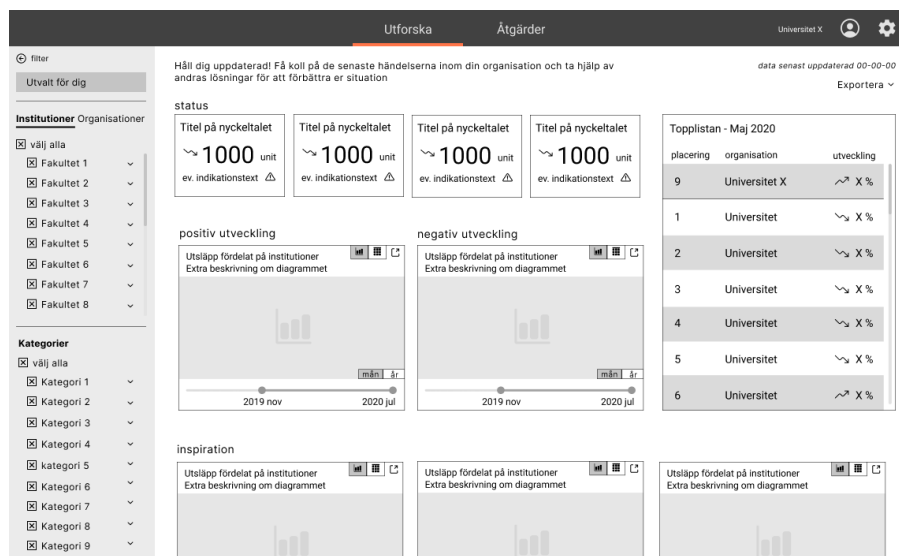 Utforska
Åtgärder
Universitet X
filter
Utvalt för dig
Institutioner Organisationer
välj alla
Fakultet 1
Fakultet 2
Fakultet 3
Fakultet 4
Fakultet 5
Fakultet 6
Fakultet 7
Fakultet 8
Kategorier
välj alla
Kategori 1
Kategori 2
Kategori 3
Kategori 4
kategori 5
Kategori 6
Kategori 7
Kategori 8
Kategori 9
Håll dig uppdaterad! Få koll på de senaste händelserna inom din organisation och ta hjälp av
andras lösningar för att förbättra er situation
data senast uppdaterad 00-00-00
Exportera
status
Titel på nyckeltalet
1000 unit
ev. indikationstext
Titel på nyckeltalet
1000 unit
ev. indikationstext
Titel på nyckeltalet
1000 unit
ev. indikationstext
Titel på nyckeltalet
1000 unit
ev. indikationstext
Topplistan - Maj 2020
placering organisation utveckling
9 Universitet X X %
1 Universitet X %
2 Universitet X %
3 Universitet X %
4 Universitet X %
5 Universitet X %
6 Universitet X %
positiv utveckling
Utsläpp fördelat på institutioner
Extra beskrivning om diagrammet
mån år
2019 nov 2020 jul
negativ utveckling
Utsläpp fördelat på institutioner
Extra beskrivning om diagrammet
mån år
2019 nov 2020 jul
inspiration
Utsläpp fördelat på institutioner
Extra beskrivning om diagrammet
Utsläpp fördelat på institutioner
Extra beskrivning om diagrammet
Utsläpp fördelat på institutioner
Extra beskrivning om diagrammet